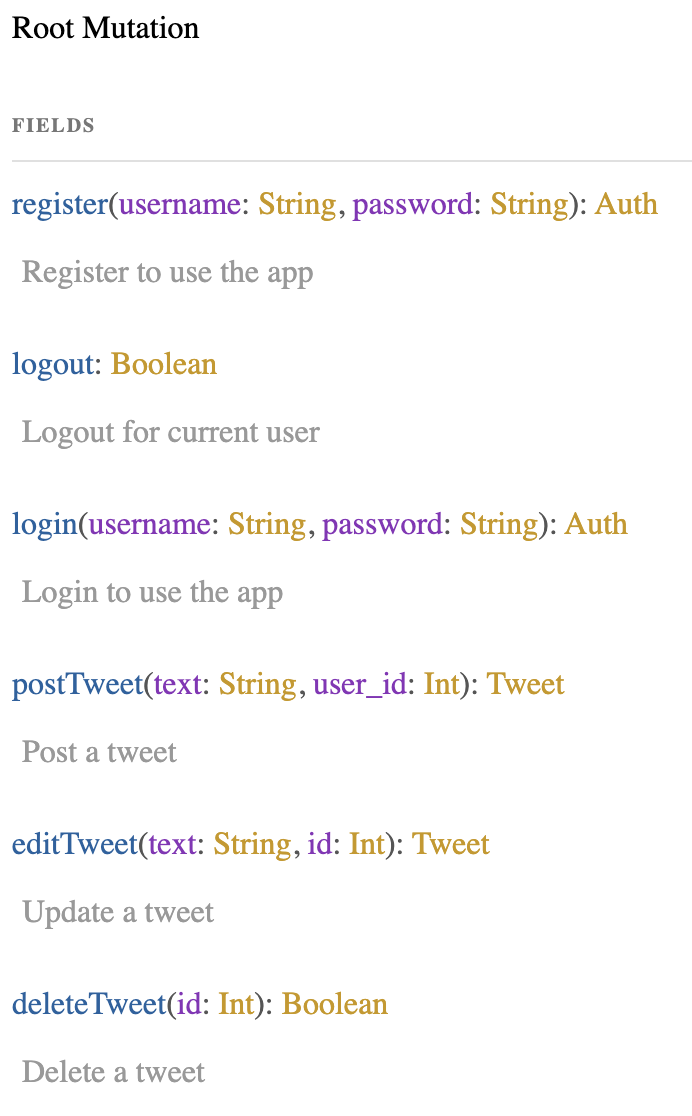 Root Mutation
FIELDS
register(username: String, password: String): Auth
Register to use the app
logout: Boolean
Logout for current user
login(username: String, password: String): Auth
Login to use the app
postTweet(text: String, user_id: Int): Tweet
Post a tweet
editTweet(text: String, id: Int): Tweet
Update a tweet
deleteTweet(id: Int): Boolean
Delete a tweet